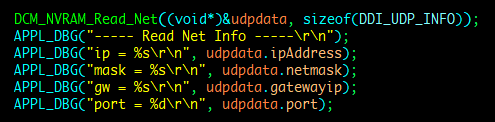 DCM_NVRAM_Read_Net((void*)&udpdata, sizeof(DDI_UDP_INFO));
APPL_DBG("----- Read Net Info -----\r\n");
APPL_DBG("ip = %s\r\n", udpdata.ipAddress);
APPL_DBG("mask = %s\r\n", udpdata.netmask);
APPL_DBG("gw = %s\r\n", udpdata.gatewayip);
APPL_DBG("port = %d\r\n", udpdata.port);